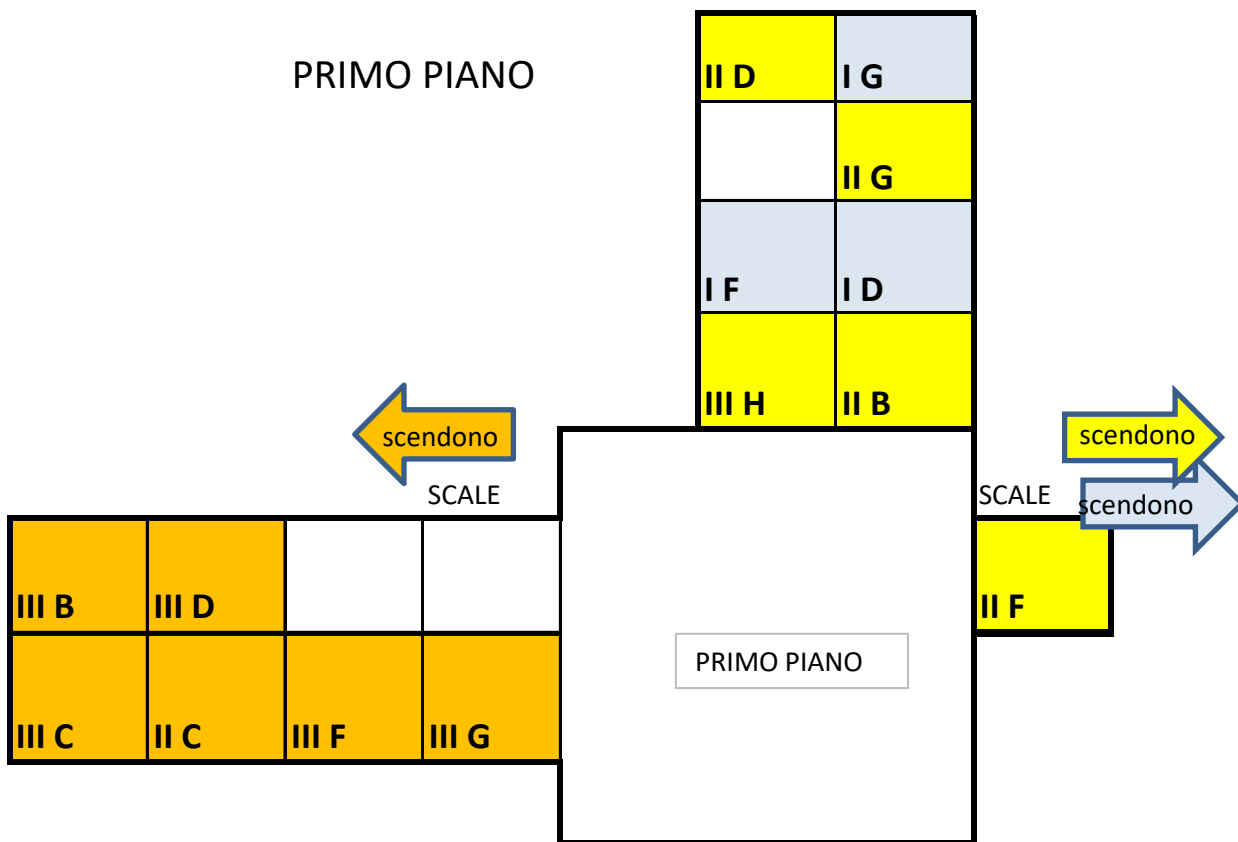 PRIMO PIANO
II D
I G
II G
I F
I D
III H
II B
scendono
scendono
SCALE
SCALE
scendono
III B
III D
II F
PRIMO PIANO
III C
II C
III F
III G